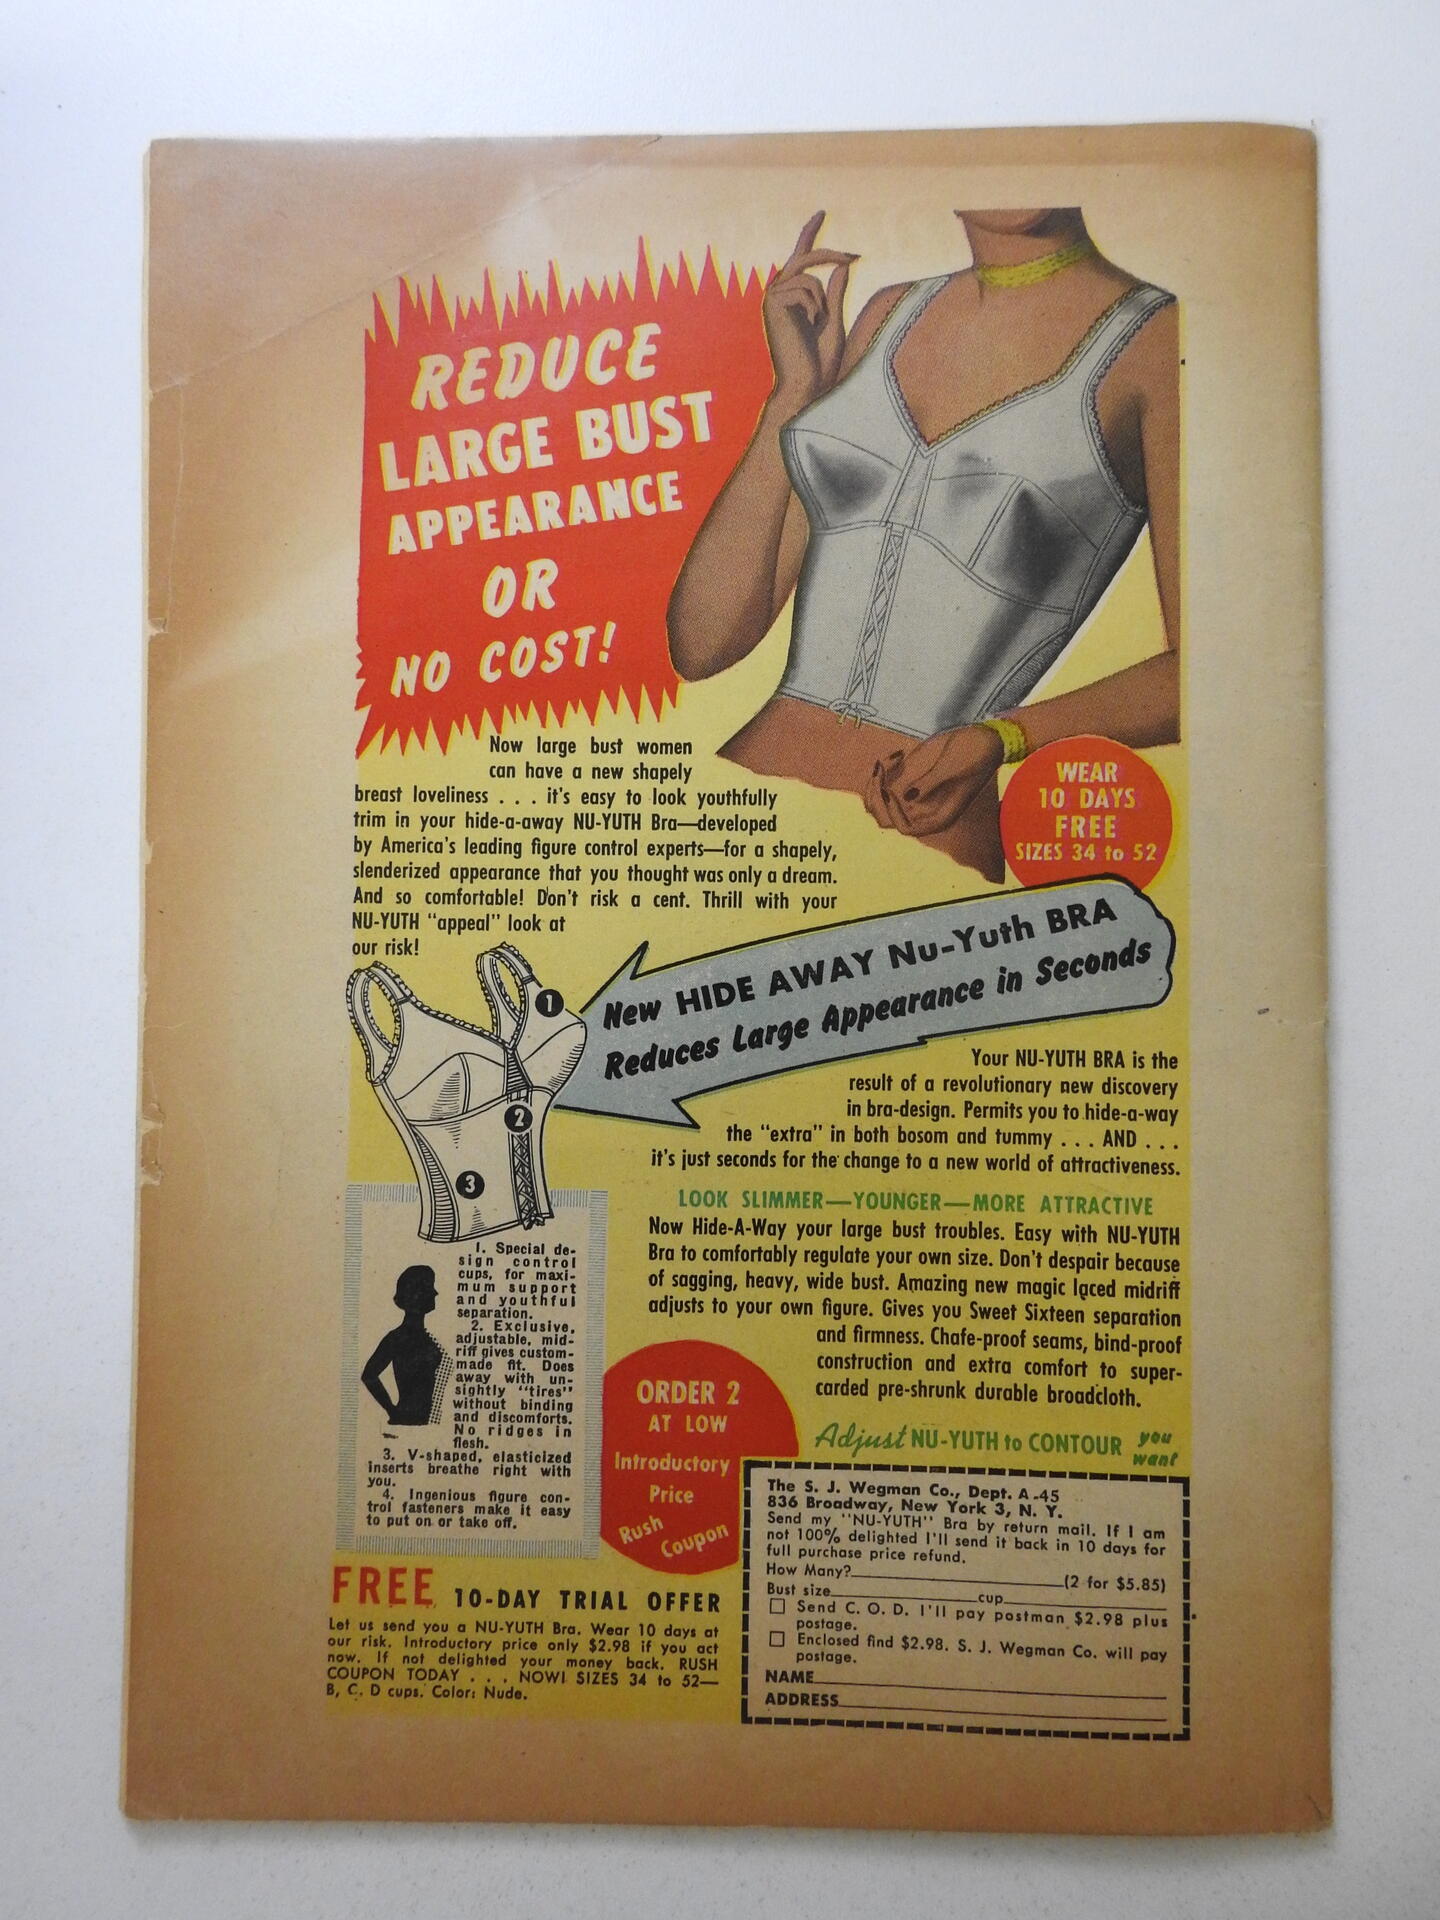 REDUCE
LARGE BUST
APPEARANCE
OR
NO COST!
WEAR
10 DAYS
FREE
SIZES 34 to 52
Now large bust women
can have a new shapely
breast loveliness . . . it's easy to look youthfully
trim in your hide-a-away NU-YUTH Bra—developed
by America's leading figure control experts—for a shapely,
slenderized appearance that you thought was only a dream.
And so comfortable! Don't risk a cent. Thrill with your
NU-YUTH "appeal" look at
our risk!
New HIDE AWAY Nu-Yuth BRA
Reduces Large Appearance in Seconds
1
2
3
Your NU-YUTH BRA is the
result of a revolutionary new discovery
in bra-design. Permits you to hide-a-way
the "extra" in both bosom and tummy . . . AND . . .
it's just seconds for the change to a new world of attractiveness.
LOOK SLIMMER—YOUNGER—MORE ATTRACTIVE
Now Hide-A-Way your large bust troubles. Easy with NU-YUTH
Bra to comfortably regulate your own size. Don't despair because
of sagging, heavy, wide bust. Amazing new magic laced midriff
adjusts to your own figure. Gives you Sweet Sixteen separation
and firmness. Chafe-proof seams, bind-proof
construction and extra comfort to super-
carded pre-shrunk durable broadcloth.
Adjust NU-YUTH to CONTOUR you
want
1. Special de-
sign control
cups, for maxi-
mum support
and youthful
separation.
2. Exclusive,
adjustable, mid-
riff gives custom-
made fit. Does
away with un-
sightly "tires"
without binding
and discomforts.
No ridges in
flesh.
3. V-shaped, elasticized
inserts breathe right with
you.
4. Ingenious figure con-
trol fasteners make it easy
to put on or take off.
ORDER 2
AT LOW
Introductory
Price
Rush
Coupon
FREE 10-DAY TRIAL OFFER
Let us send you a NU-YUTH Bra. Wear 10 days at
our risk. Introductory price only $2.98 if you act
now. If not delighted your money back. RUSH
COUPON TODAY . . . NOW! SIZES 34 to 52—
B, C, D cups. Color: Nude.
The S. J. Wegman Co., Dept. A-45
836 Broadway, New York 3, N. Y.
Send my "NU-YUTH" Bra by return mail. If I am
not 100% delighted I'll send it back in 10 days for
full purchase price refund.
How Many? (2 for $5.85)
Bust size cup
Send C. O. D. I'll pay postman $2.98 plus
postage.
Enclosed find $2.98. S. J. Wegman Co. will pay
postage.
NAME
ADDRESS